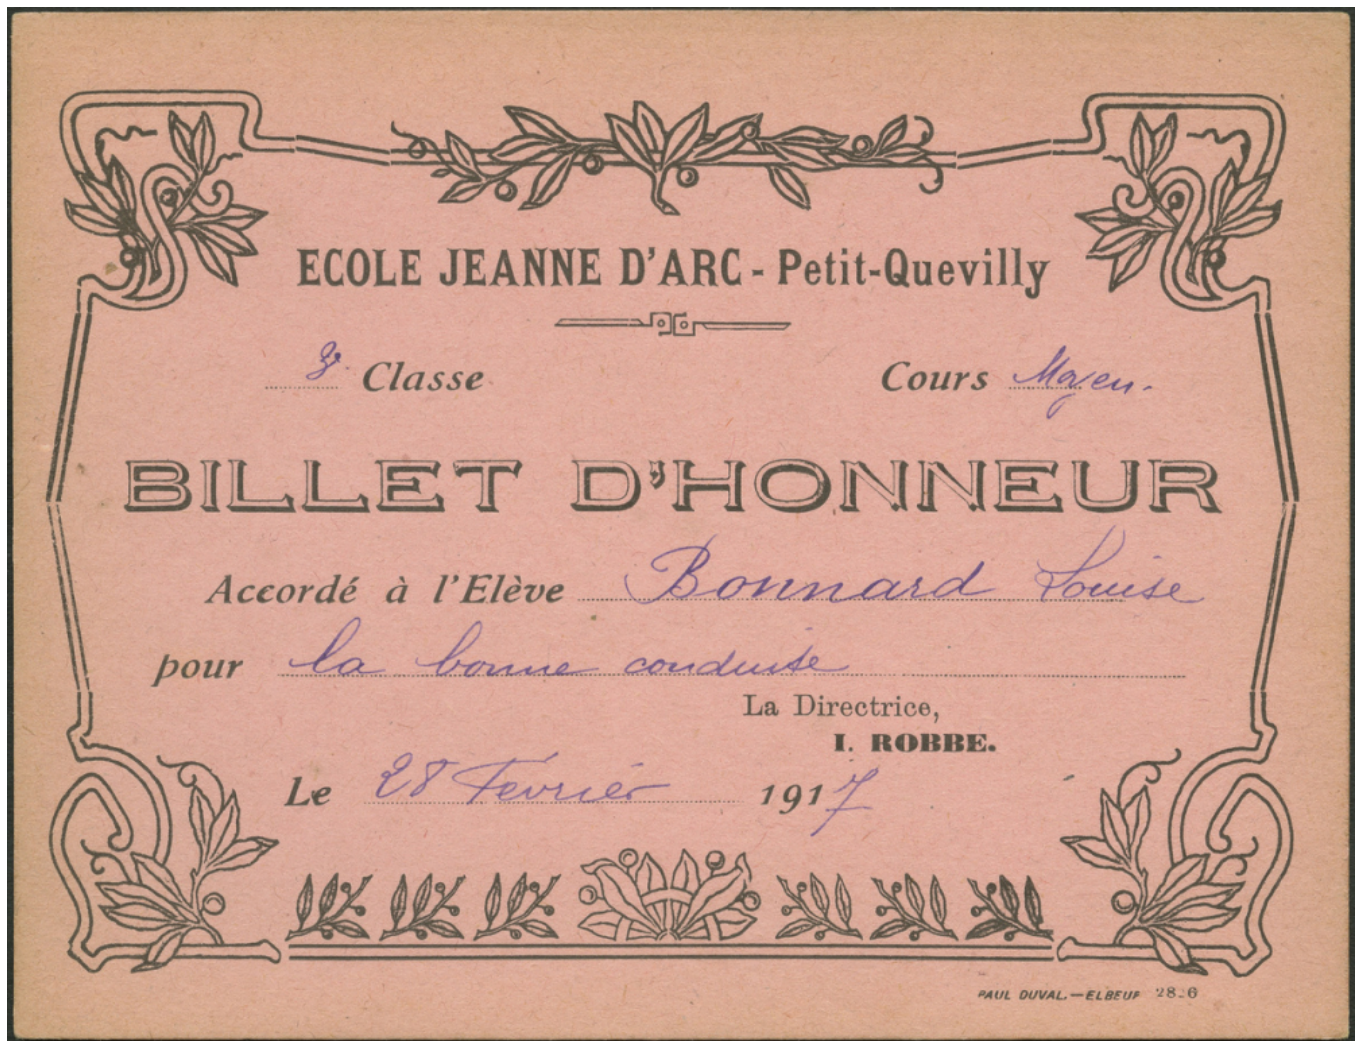 ECOLE JEANNE D'ARC - Petit-Quevilly
3e Classe Cours Moyen.
BILLET D'HONNEUR
Accordé à l'Elève Bonnard Louise
pour la bonne conduite
La Directrice,
I. ROBBE.
Le 28 Février 1917
PAUL DUVAL.—ELBEUF